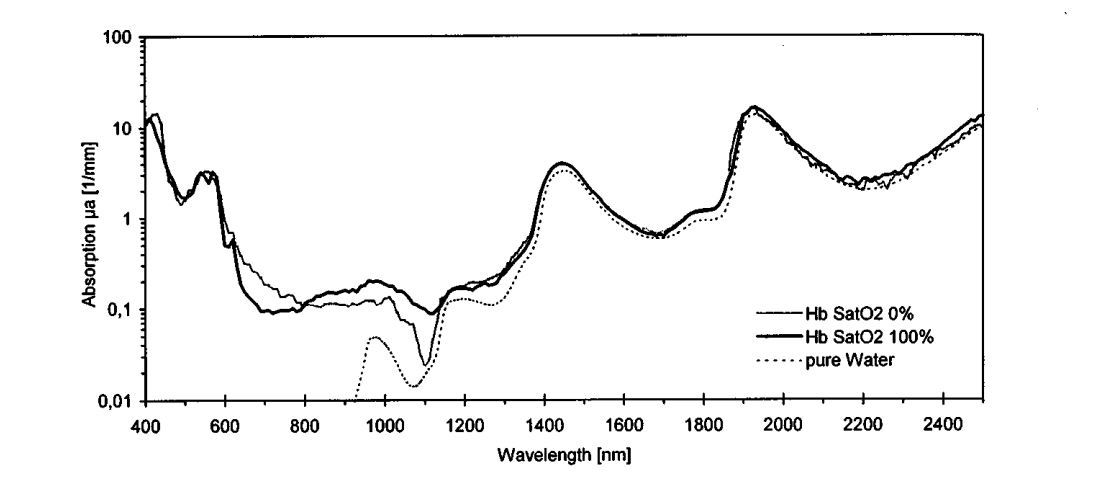 100
10
1
0,1
0,01
Absorption µa [1/mm]
Hb SatO2 0%
Hb SatO2 100%
pure Water
400 600 800 1000 1200 1400 1600 1800 2000 2200 2400
Wavelength [nm]